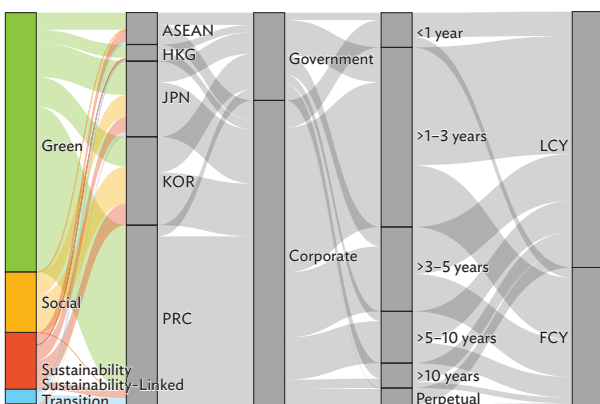 Green
Social
Sustainability
Sustainability-Linked
Transition
ASEAN
HKG
JPN
KOR
PRC
Government
Corporate
<1 year
>1–3 years
>3–5 years
>5–10 years
>10 years
Perpetual
LCY
FCY